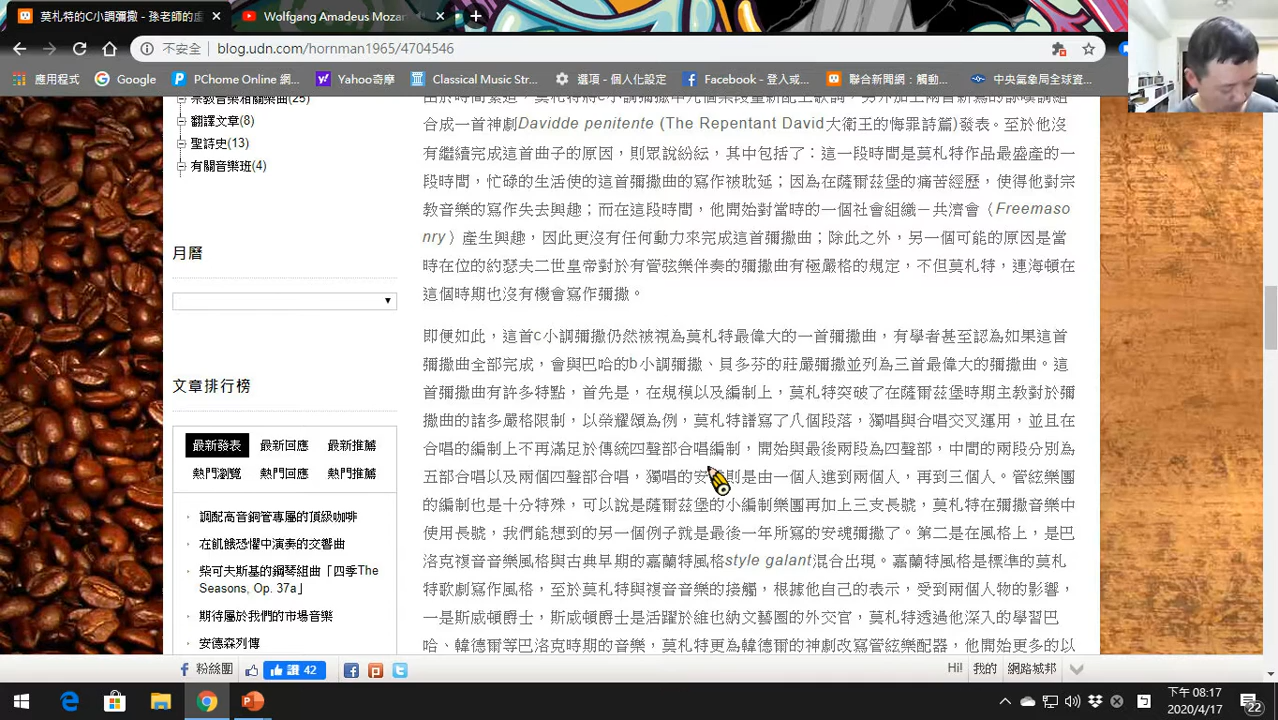 莫札特的C小調彌撒 - 孫老師的虛
Wolfgang Amadeus Mozar
不安全
blog.udn.com/hornman1965/4704546
應用程式
Google
PChome Online 網...
Yahoo奇摩
Classical Music Str...
選項 - 個人化設定
Facebook - 登入或...
聯合新聞網：觸動...
中央氣象局全球資...
宗教音樂相關樂曲(25)
翻譯文章(8)
聖詩史(13)
有關音樂班(4)
月曆
文章排行榜
最新發表 最新回應 最新推薦
熱門瀏覽 熱門回應 熱門推薦
調配高音銅管專屬的頂級咖啡
在飢餓恐懼中演奏的交響曲
柴可夫斯基的鋼琴組曲「四季The
Seasons, Op. 37a」
期待屬於我們的市場音樂
安德森列傳
由於時間緊迫，莫札特將c小調彌撒中九個樂段重新配上歌詞，另外加上兩首新寫的詠嘆調組
合成一首神劇Davidde penitente (The Repentant David大衛王的悔罪詩篇)發表。至於他沒
有繼續完成這首曲子的原因，則眾說紛紜，其中包括了：這一段時間是莫札特作品最盛產的一
段時間，忙碌的生活使的這首彌撒曲的寫作被耽延；因為在薩爾茲堡的痛苦經歷，使得他對宗
教音樂的寫作失去興趣；而在這段時間，他開始對當時的一個社會組織－共濟會（Freemaso
nry）產生興趣，因此更沒有任何動力來完成這首彌撒曲；除此之外，另一個可能的原因是當
時在位的約瑟夫二世皇帝對於有管弦樂伴奏的彌撒曲有極嚴格的規定，不但莫札特，連海頓在
這個時期也沒有機會寫作彌撒。
即便如此，這首c小調彌撒仍然被視為莫札特最偉大的一首彌撒曲，有學者甚至認為如果這首
彌撒曲全部完成，會與巴哈的b小調彌撒、貝多芬的莊嚴彌撒並列為三首最偉大的彌撒曲。這
首彌撒曲有許多特點，首先是，在規模以及編制上，莫札特突破了在薩爾茲堡時期主教對於彌
撒曲的諸多嚴格限制，以榮耀頌為例，莫札特譜寫了八個段落，獨唱與合唱交叉運用，並且在
合唱的編制上不再滿足於傳統四聲部合唱編制，開始與最後兩段為四聲部，中間的兩段分別為
五部合唱以及兩個四聲部合唱，獨唱的安則是由一個人進到兩個人，再到三個人。管絃樂團
的編制也是十分特殊，可以說是薩爾茲堡的小編制樂團再加上三支長號，莫札特在彌撒音樂中
使用長號，我們能想到的另一個例子就是最後一年所寫的安魂彌撒了。第二是在風格上，是巴
洛克複音音樂風格與古典早期的嘉蘭特風格style galant混合出現。嘉蘭特風格是標準的莫札
特歌劇寫作風格，至於莫札特與複音音樂的接觸，根據他自己的表示，受到兩個人物的影響，
一是斯威頓爵士，斯威頓爵士是活躍於維也納文藝圈的外交官，莫札特透過他深入的學習巴
哈、韓德爾等巴洛克時期的音樂，莫札特更為韓德爾的神劇改寫管絃樂配器，他開始更多的以
粉絲團
讚 42
Hi! 我的 網路城邦
下午 08:17
2020/4/17
22